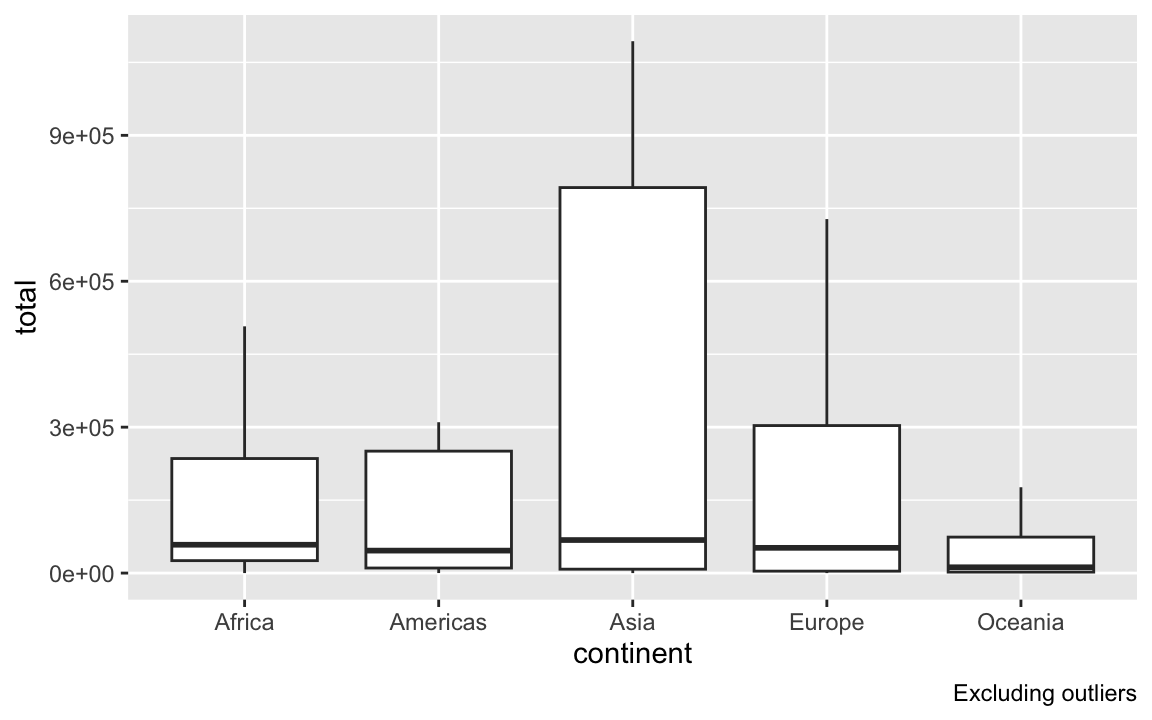 total
9e+05
6e+05
3e+05
0e+00
Africa Americas Asia Europe Oceania
continent
Excluding outliers